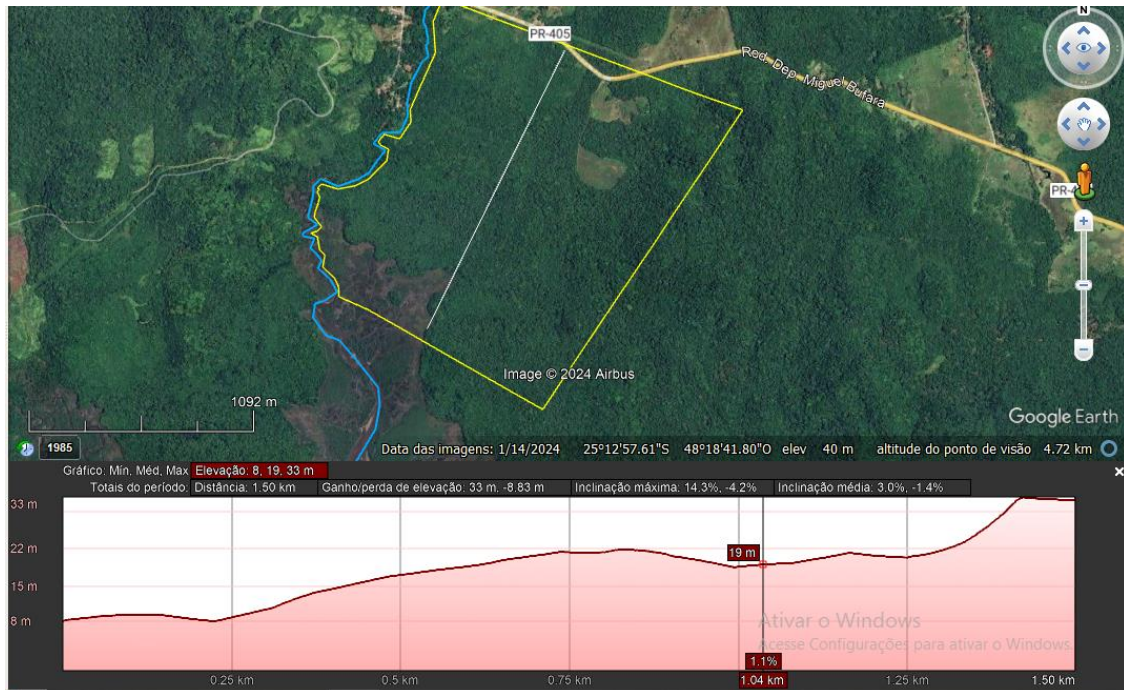 N
PR-405
Rod. Dep. Miguel Bufara
PR-4
Image © 2024 Airbus
1092 m
Google Earth
1985
Data das imagens: 1/14/2024 25°12'57.61"S 48°18'41.80"O elev 40 m altitude do ponto de visão 4.72 km
Gráfico: Mín. Méd, Max Elevação: 8, 19. 33 m
Totais do período: Distância: 1.50 km Ganho/perda de elevação: 33 m. -8,83 m Inclinação máxima: 14.3%, -4.2% Inclinação média: 3.0%, -1.4%
33 m
22 m
19 m
15 m
8 m
Ativar o Windows
Acesse Configurações para ativar o Windows.
1.1%
0.25 km 0.5 km 0.75 km 1.04 km 1.25 km 1.50 km